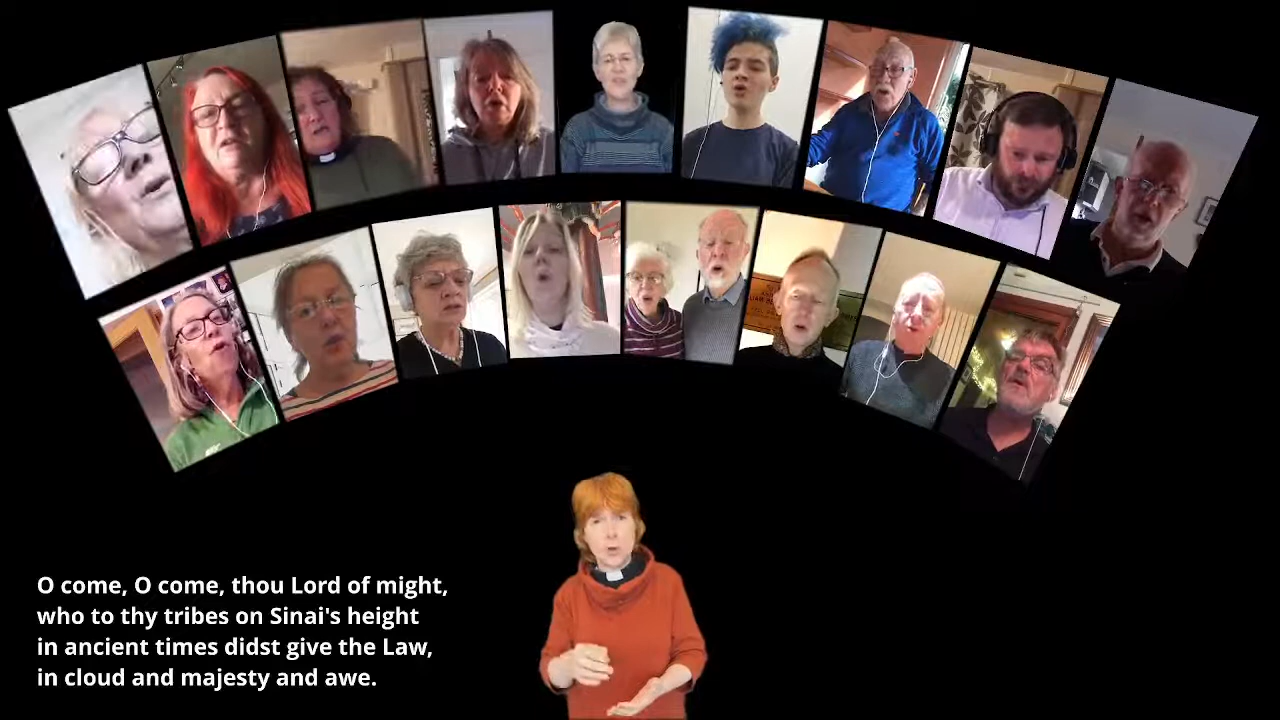 O come, O come, thou Lord of might,
who to thy tribes on Sinai's height
in ancient times didst give the Law,
in cloud and majesty and awe.